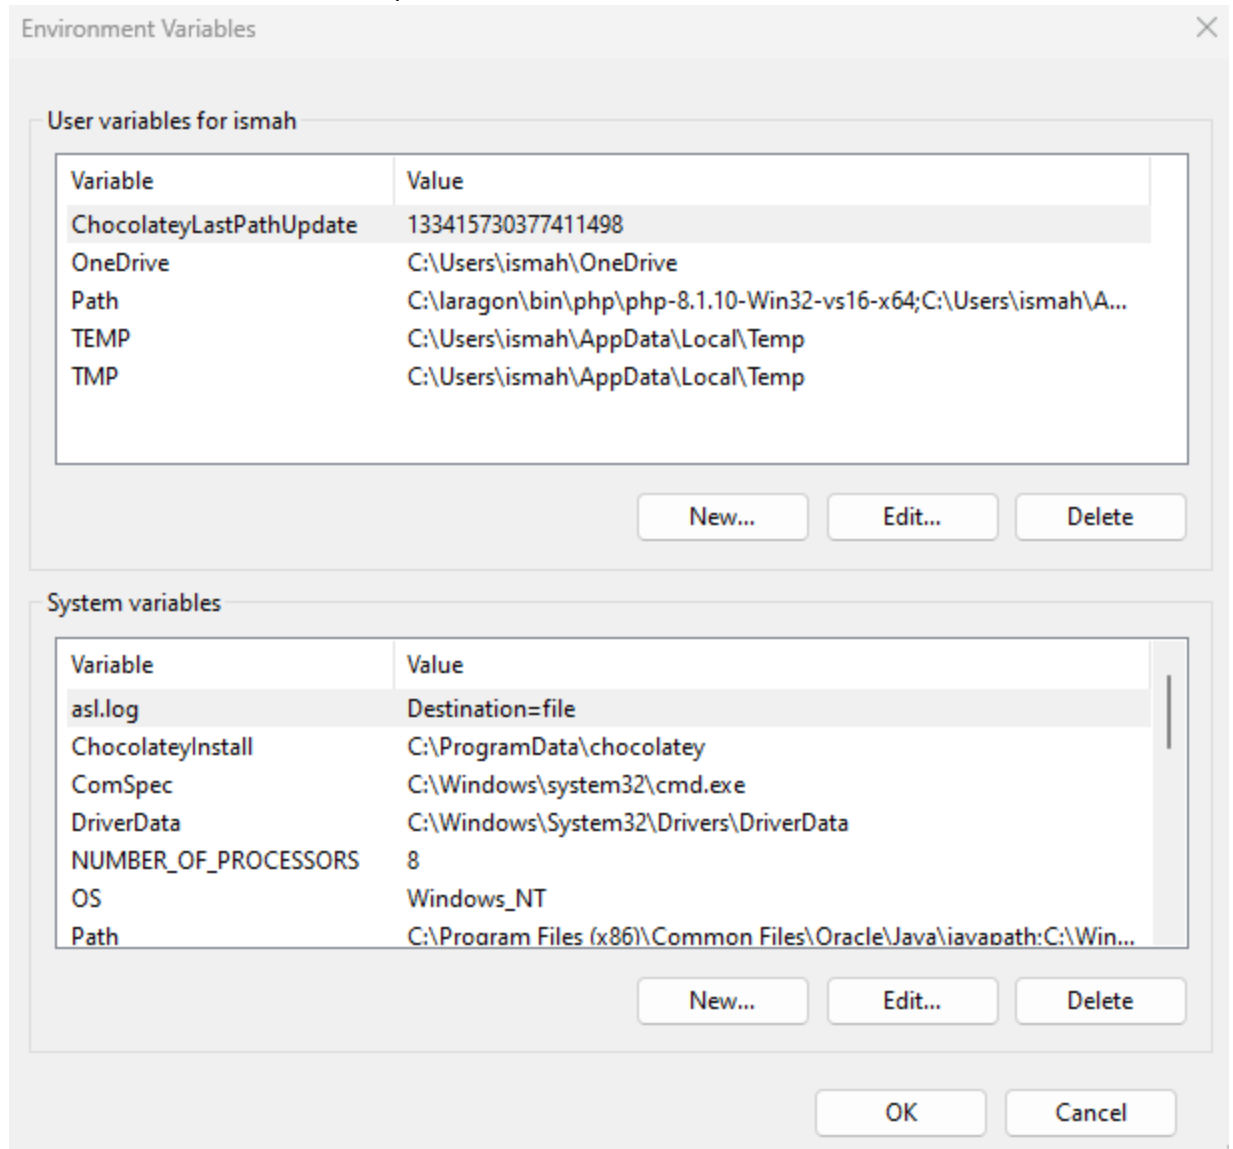 Environment Variables
User variables for ismah
Variable Value
ChocolateyLastPathUpdate 133415730377411498
OneDrive C:\Users\ismah\OneDrive
Path C:\laragon\bin\php\php-8.1.10-Win32-vs16-x64;C:\Users\ismah\A...
TEMP C:\Users\ismah\AppData\Local\Temp
TMP C:\Users\ismah\AppData\Local\Temp
New... Edit... Delete
System variables
Variable Value
asl.log Destination=file
ChocolateyInstall C:\ProgramData\chocolatey
ComSpec C:\Windows\system32\cmd.exe
DriverData C:\Windows\System32\Drivers\DriverData
NUMBER_OF_PROCESSORS 8
OS Windows_NT
Path C:\Program Files (x86)\Common Files\Oracle\Java\javapath;C:\Win...
New... Edit... Delete
OK Cancel